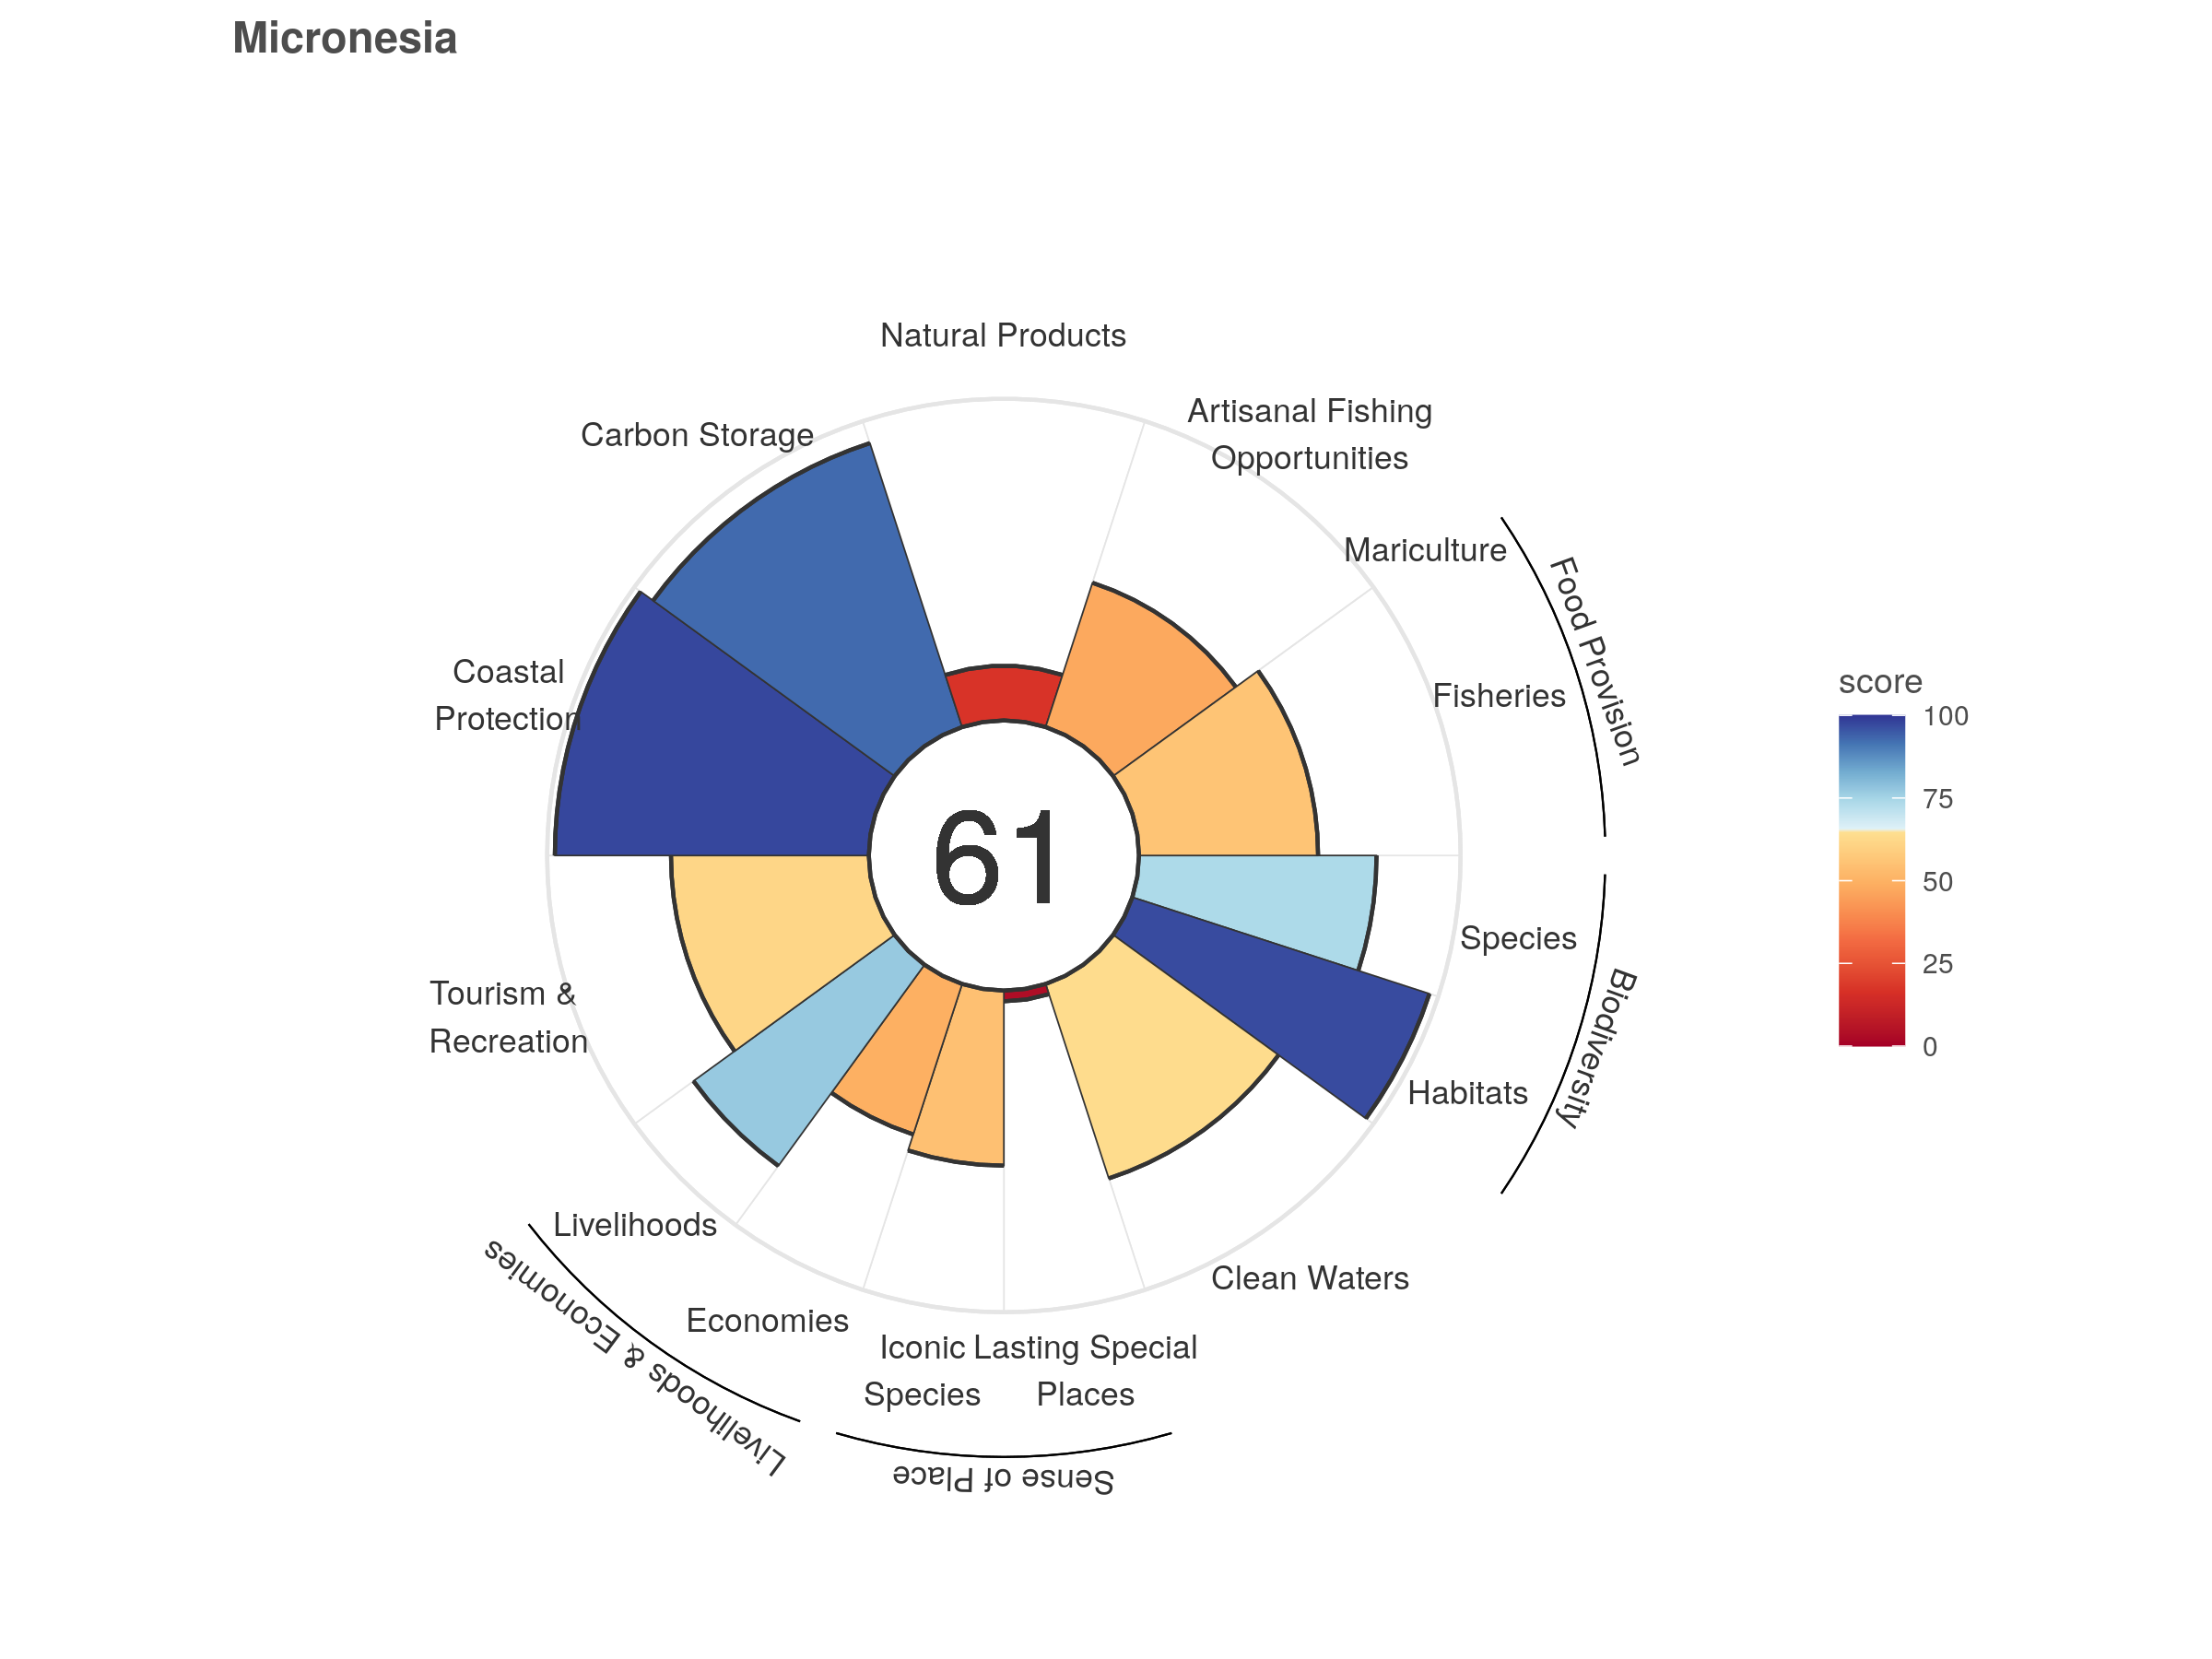 Micronesia
Natural Products
Artisanal Fishing
Opportunities
Carbon Storage
Mariculture
Food Provision
Fisheries
Coastal
Protection
61
score
100
75
50
25
0
Species
Biodiversity
Habitats
Tourism &
Recreation
Livelihoods
Livelihoods & Economies
Economies
Clean Waters
Iconic
Species
Lasting Special
Places
Sense of Place